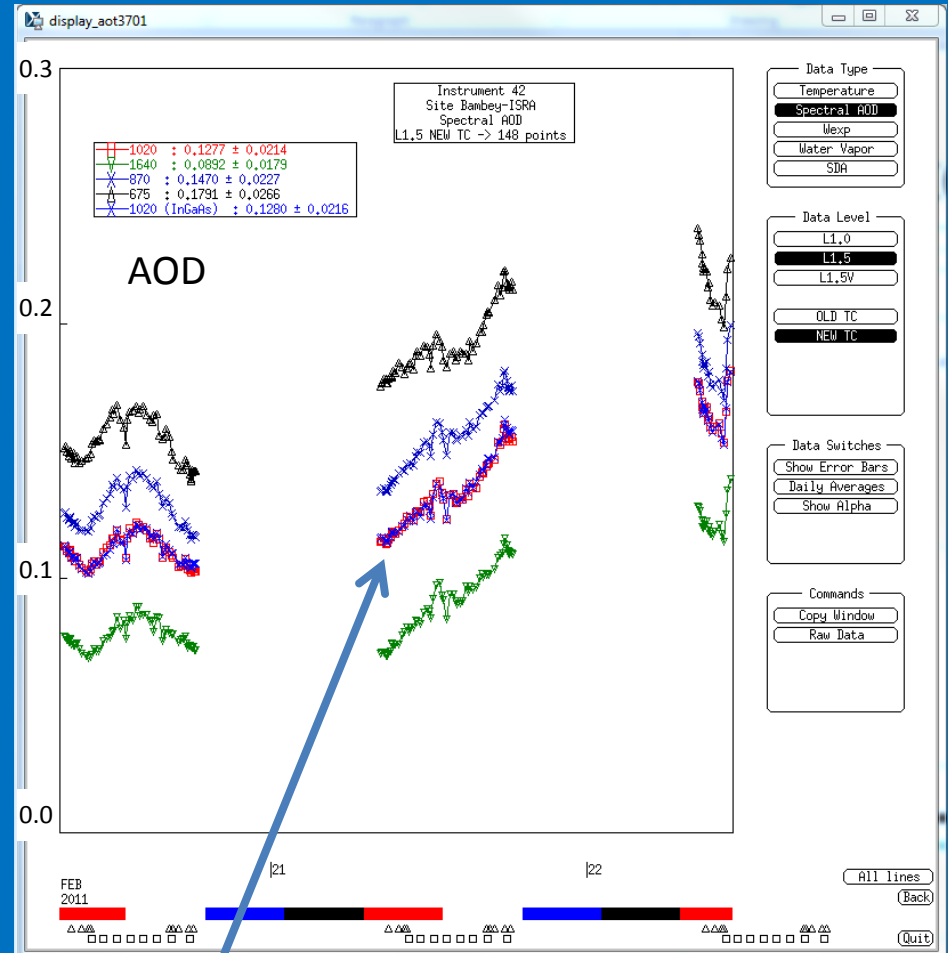 display_aot3701
0.3
Instrument 42
Site Bambey-ISRA
Spectral AOD
L1.5 NEW TC -> 148 points
1020 : 0.1277 ± 0.0214
1640 : 0.0892 ± 0.0179
870 : 0.1470 ± 0.0227
675 : 0.1791 ± 0.0266
1020 (InGaAs) : 0.1280 ± 0.0216
AOD
0.2
0.1
0.0
|21
|22
FEB
2011
Data Type
Temperature
Spectral AOD
Wexp
Water Vapor
SDA
Data Level
L1.0
L1.5
L1.5V
OLD TC
NEW TC
Data Switches
Show Error Bars
Daily Averages
Show Alpha
Commands
Copy Window
Raw Data
All lines
Back
Quit